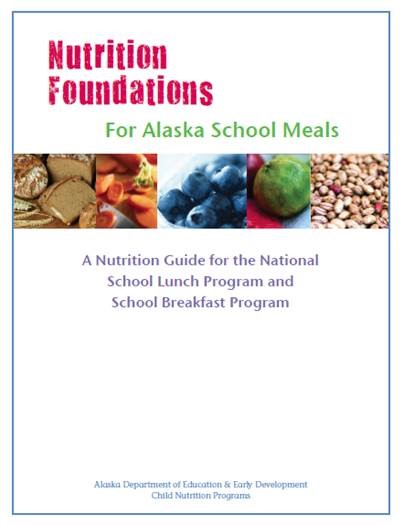 Nutrition
Foundations
For Alaska School Meals
A Nutrition Guide for the National
School Lunch Program and
School Breakfast Program
Alaska Department of Education & Early Development
Child Nutrition Programs